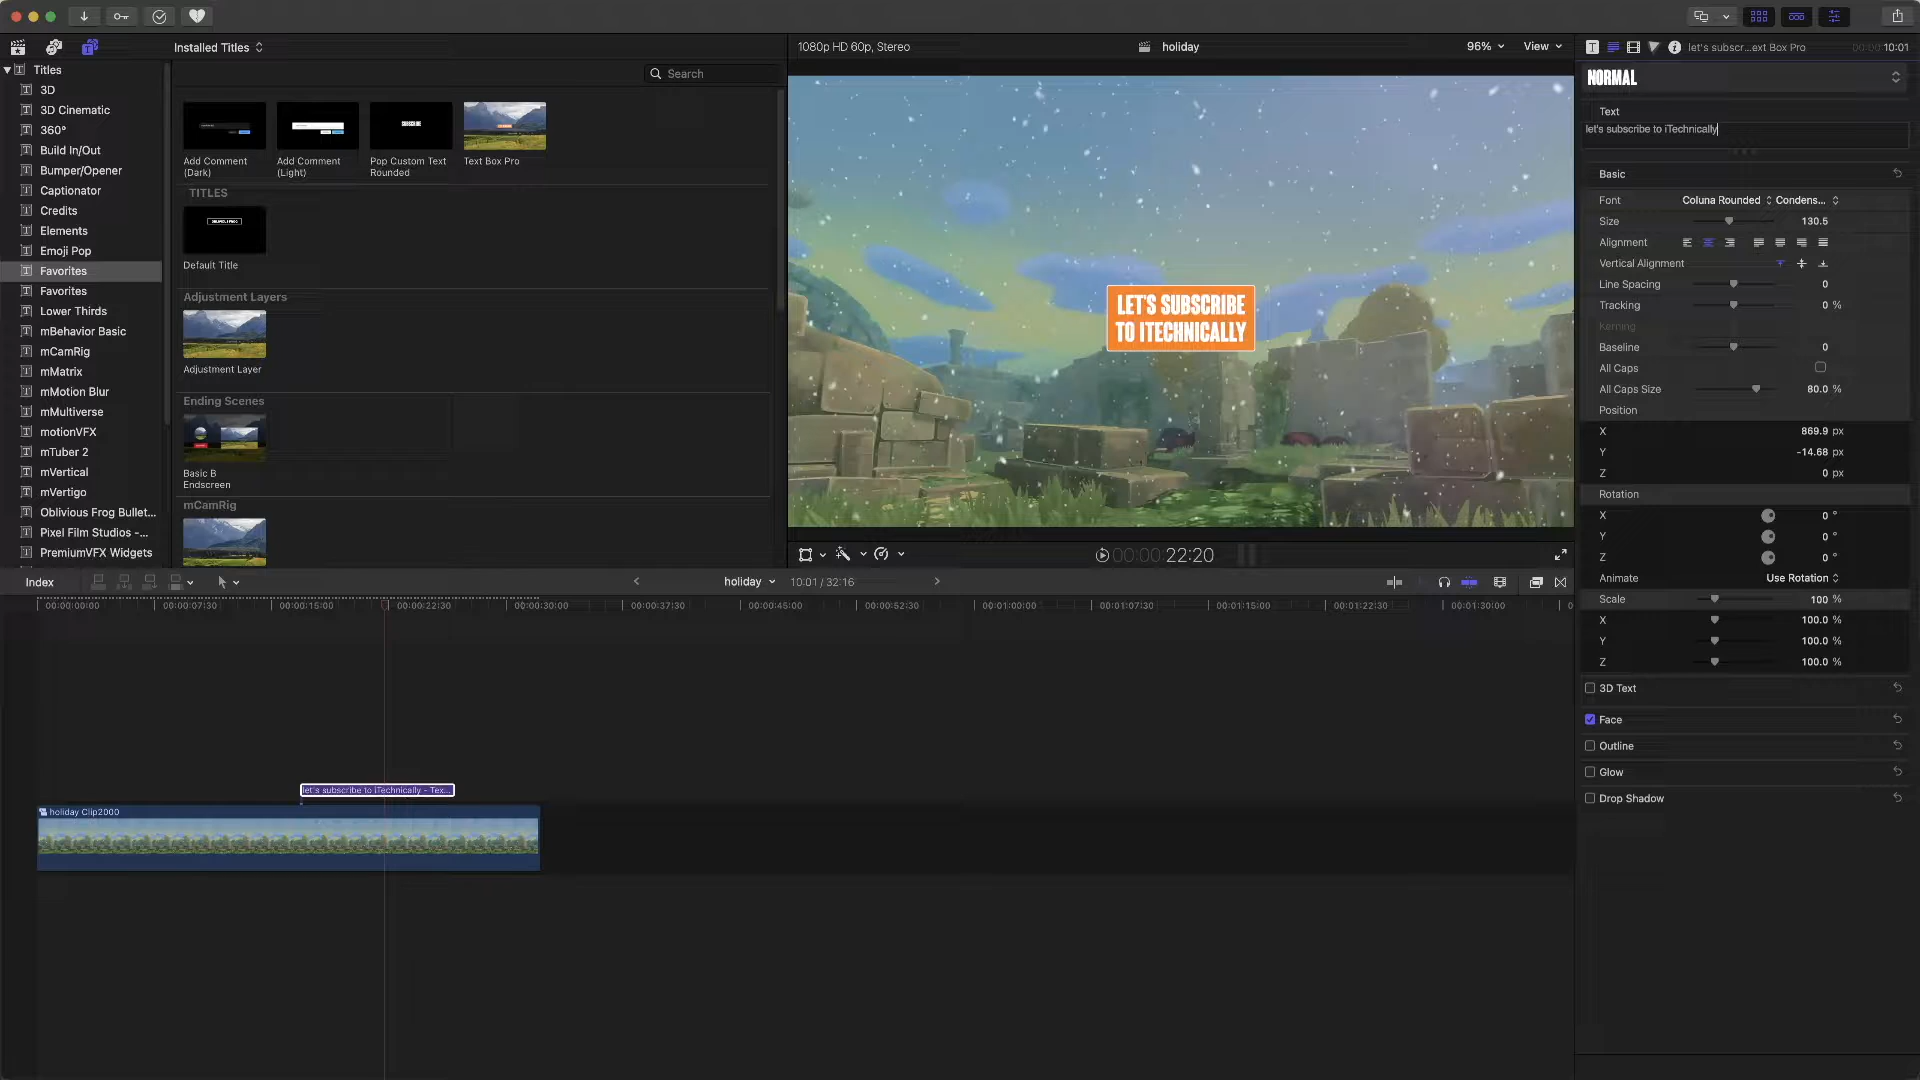 Installed Titles
1080p HD 60p, Stereo
holiday
96%
View
let's subscr...ext Box Pro
00:00:10:01
Titles
3D
3D Cinematic
360°
Build In/Out
Bumper/Opener
Captionator
Credits
Elements
Emoji Pop
Favorites
Favorites
Lower Thirds
mBehavior Basic
mCamRig
mMatrix
mMotion Blur
mMultiverse
motionVFX
mTuber 2
mVertical
mVertigo
Oblivious Frog Bullet...
Pixel Film Studios -...
PremiumVFX Widgets
Search
Add Comment
(Dark)
Add Comment
(Light)
Pop Custom Text
Rounded
Text Box Pro
TITLES
Default Title
Adjustment Layers
Adjustment Layer
Ending Scenes
Basic B
Endscreen
mCamRig
LET'S SUBSCRIBE
TO ITECHNICALLY
00:00:22:20
NORMAL
Text
let's subscribe to iTechnically
Basic
Font Coluna Rounded Condens...
Size 130.5
Alignment
Vertical Alignment
Line Spacing 0
Tracking 0 %
Kerning
Baseline 0
All Caps
All Caps Size 80.0 %
Position
X 869.9 px
Y -14.68 px
Z 0 px
Rotation
X 0 °
Y 0 °
Z 0 °
Animate Use Rotation
Scale 100 %
X 100.0 %
Y 100.0 %
Z 100.0 %
3D Text
Face
Outline
Glow
Drop Shadow
Index
holiday
10:01 / 32:16
00:00:00:00
00:00:07:30
00:00:15:00
00:00:22:30
00:00:30:00
00:00:37:30
00:00:45:00
00:00:52:30
00:01:00:00
00:01:07:30
00:01:15:00
00:01:22:30
00:01:30:00
let's subscribe to iTechnically - Tex...
holiday Clip2000